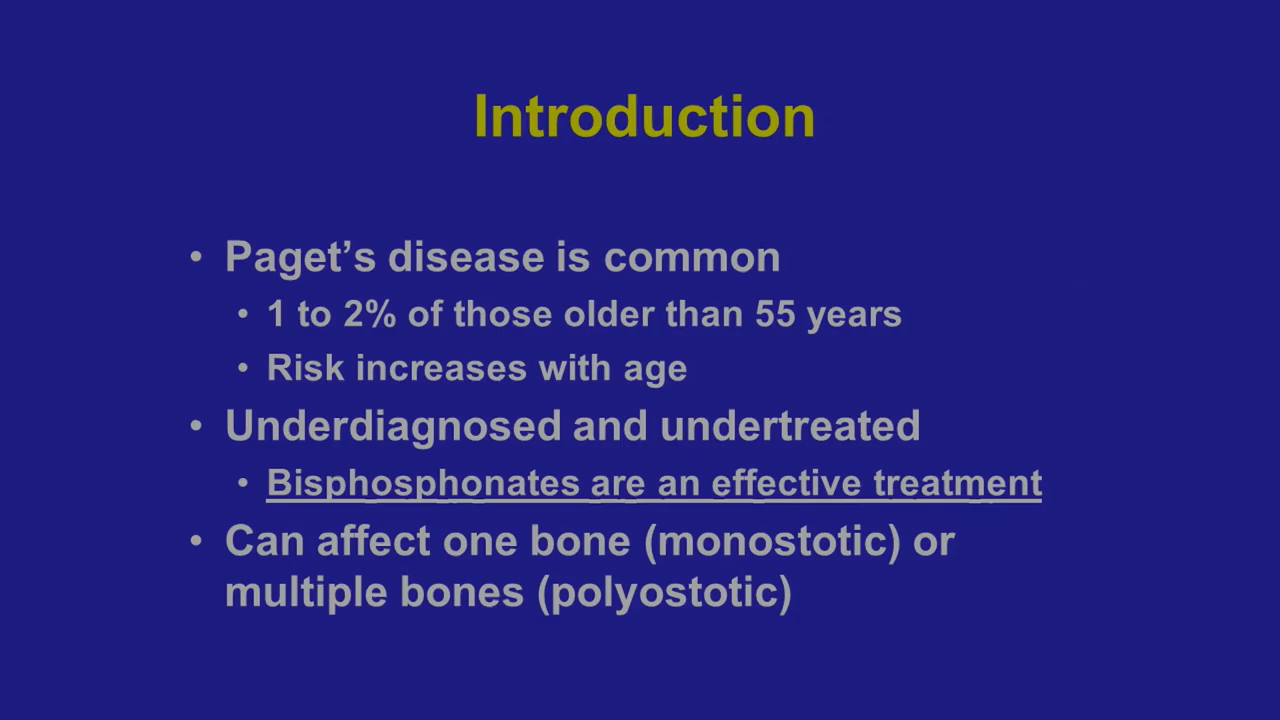 Introduction
• Paget’s disease is common
• 1 to 2% of those older than 55 years
• Risk increases with age
• Underdiagnosed and undertreated
• Bisphosphonates are an effective treatment
• Can affect one bone (monostotic) or
multiple bones (polyostotic)